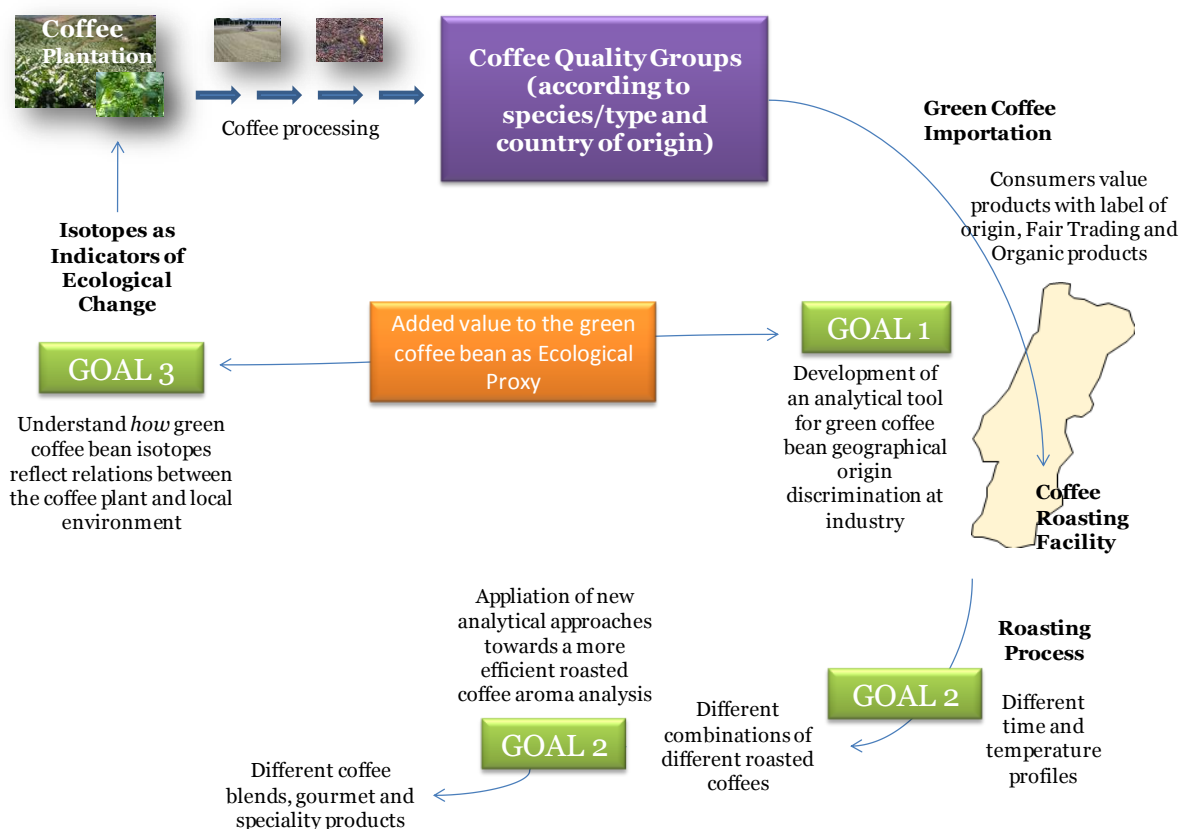 Coffee
Plantation
Coffee processing
Coffee Quality Groups
(according to
species/type and
country of origin)
Green Coffee
Importation
Consumers value
products with label of
origin, Fair Trading and
Organic products
Isotopes as
Indicators of
Ecological
Change
Added value to the green
coffee bean as Ecological
Proxy
GOAL 1
Development of
an analytical tool
for green coffee
bean geographical
origin
discrimination at
industry
GOAL 3
Understand how green
coffee bean isotopes
reflect relations between
the coffee plant and local
environment
Coffee
Roasting
Facility
Roasting
Process
Different
time and
temperature
profiles
GOAL 2
Different
combinations of
different roasted
coffees
Appliation of new
analytical approaches
towards a more
efficient roasted
coffee aroma analysis
GOAL 2
Different coffee
blends, gourmet and
speciality products